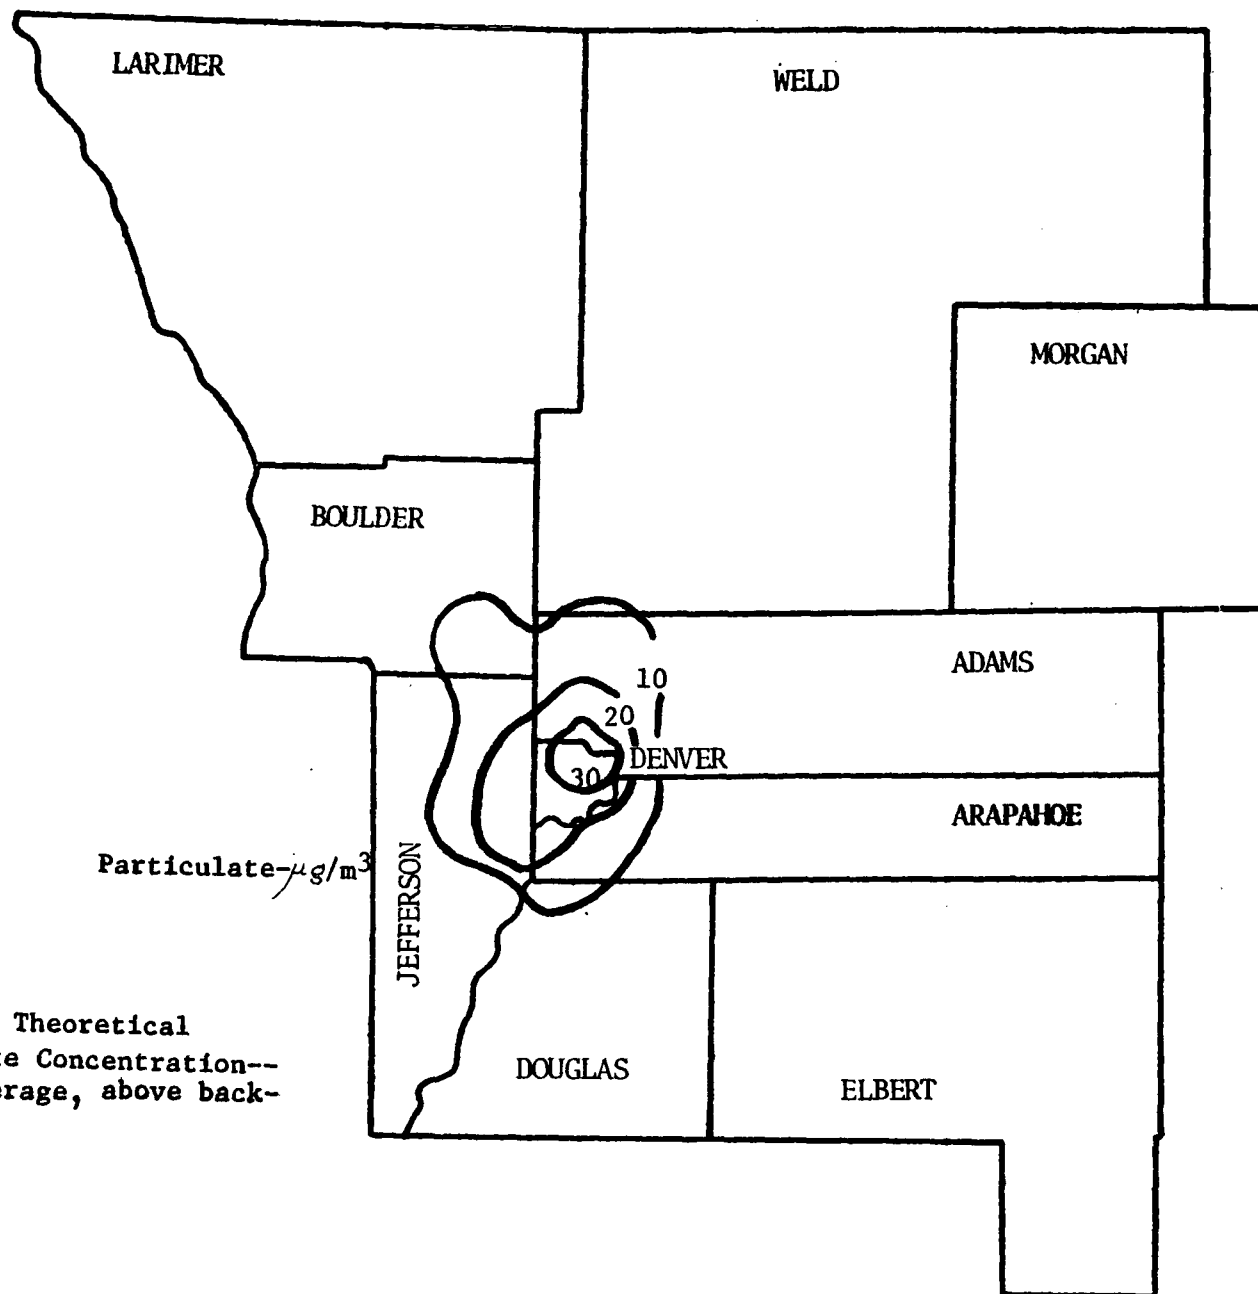 LARIMER
WELD
MORGAN
BOULDER
ADAMS
10
20
DENVER
30
ARAPAHOE
Particulate-μg/m³
JEFFERSON
Theoretical
Concentration--
above back-
DOUGLAS
ELBERT